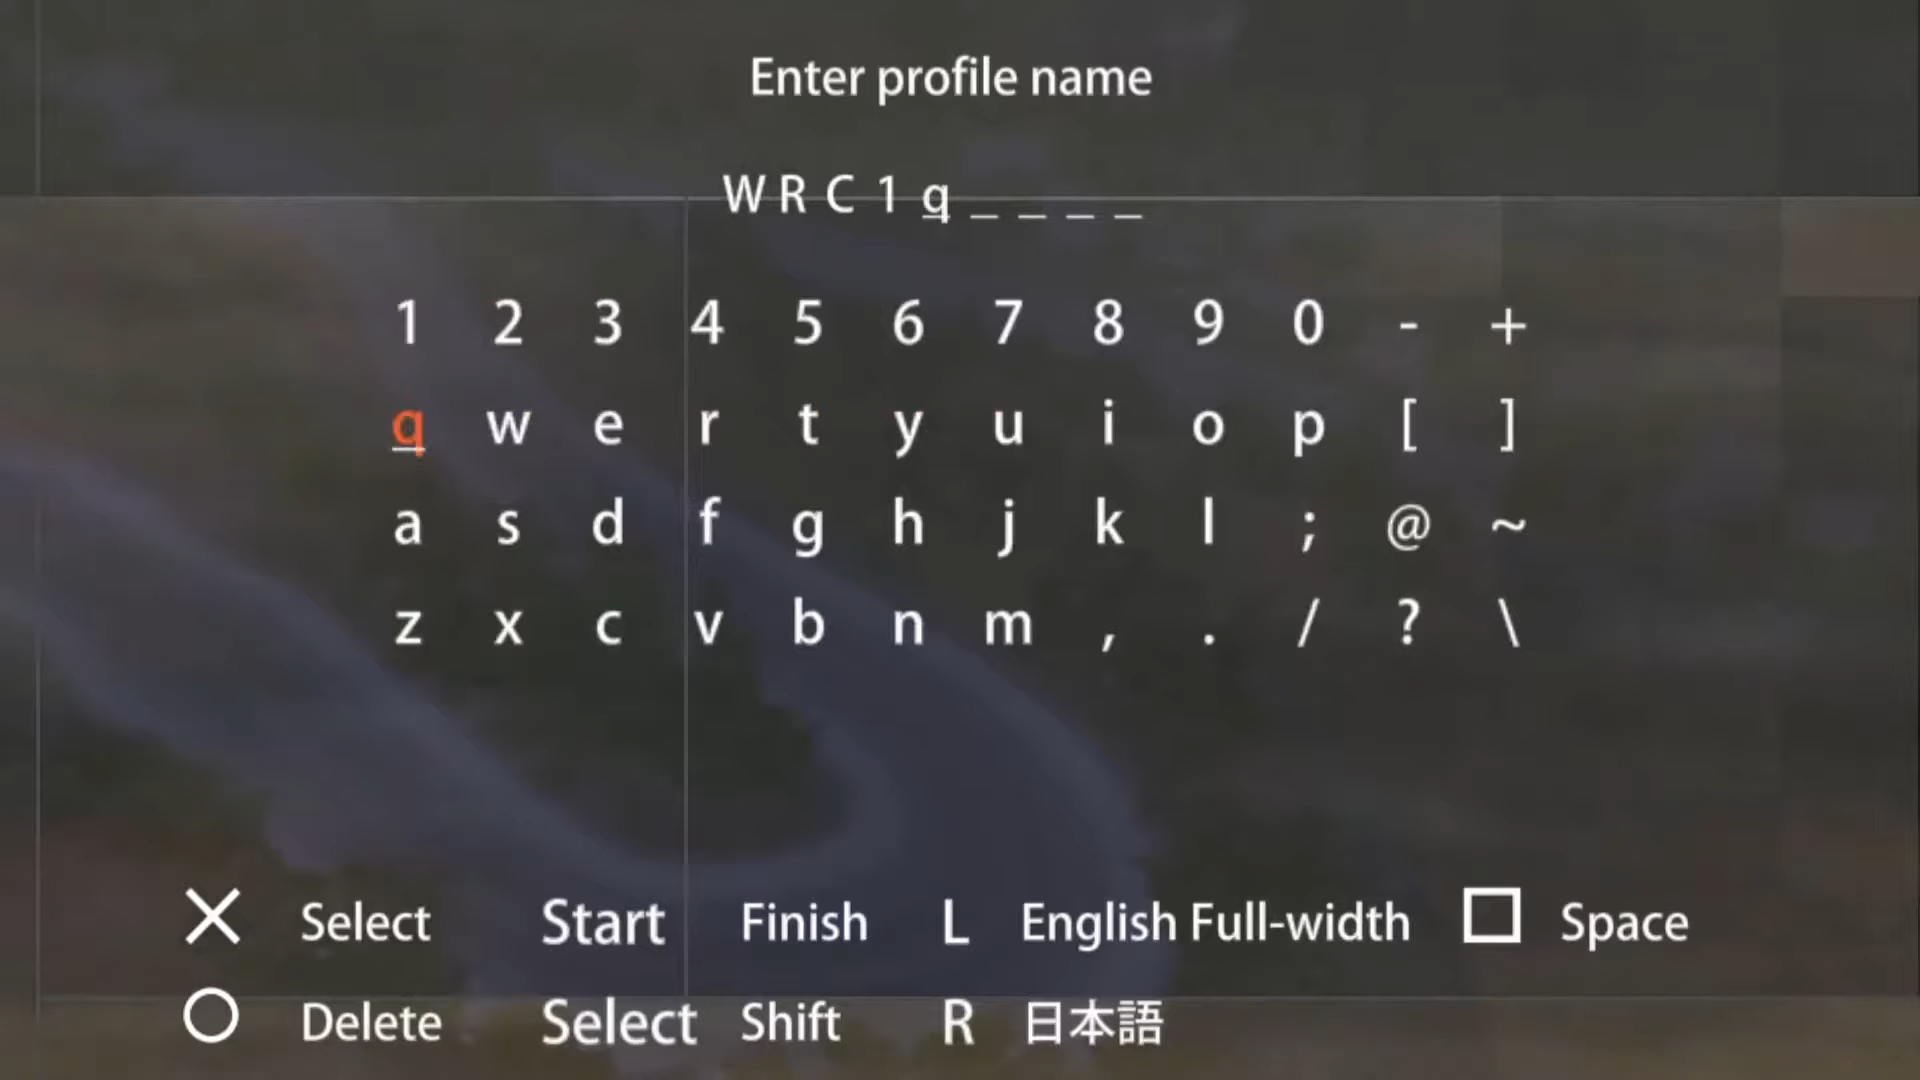 Enter profile name
W R C 1 q _ _ _ _
1 2 3 4 5 6 7 8 9 0 - +
q w e r t y u i o p [ ]
a s d f g h j k l ; @ ~
z x c v b n m , . / ? \
Select Start Finish L English Full-width Space
Delete Select Shift R 日本語